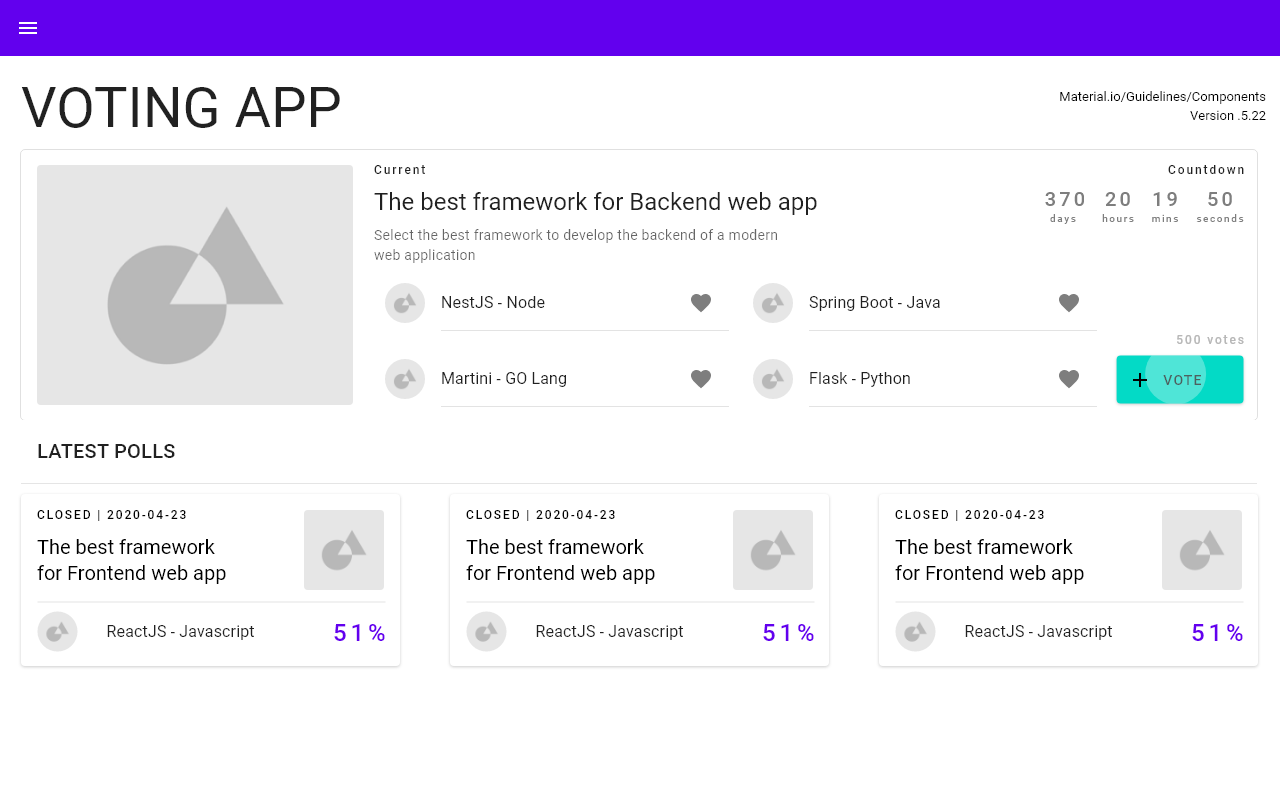 VOTING APP
Material.io/Guidelines/Components
Version .5.22
Current
The best framework for Backend web app
Select the best framework to develop the backend of a modern
web application
Countdown
370 20 19 50
days hours mins seconds
NestJS - Node
Spring Boot - Java
Martini - GO Lang
Flask - Python
500 votes
VOTE
LATEST POLLS
CLOSED | 2020-04-23
The best framework
for Frontend web app
ReactJS - Javascript
51%
CLOSED | 2020-04-23
The best framework
for Frontend web app
ReactJS - Javascript
51%
CLOSED | 2020-04-23
The best framework
for Frontend web app
ReactJS - Javascript
51%